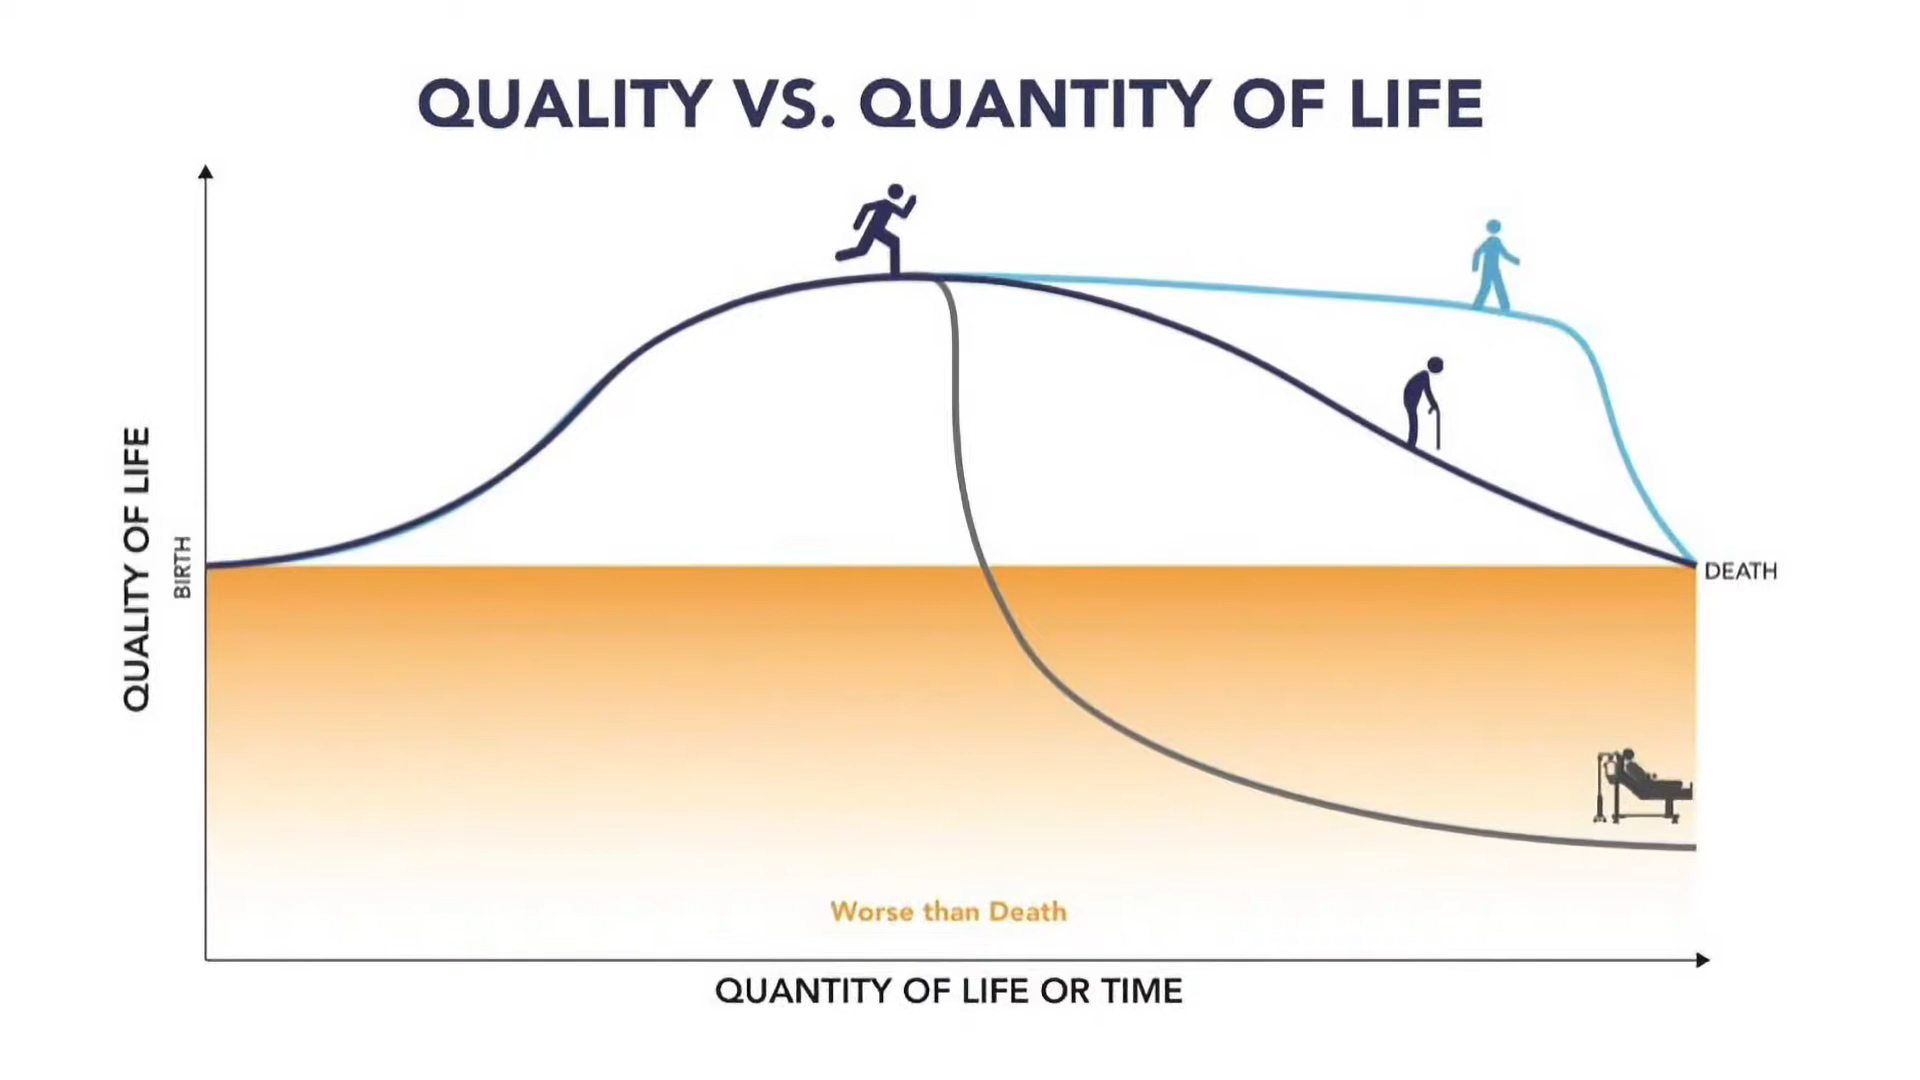 QUALITY VS. QUANTITY OF LIFE
QUALITY OF LIFE
BIRTH
DEATH
Worse than Death
QUANTITY OF LIFE OR TIME